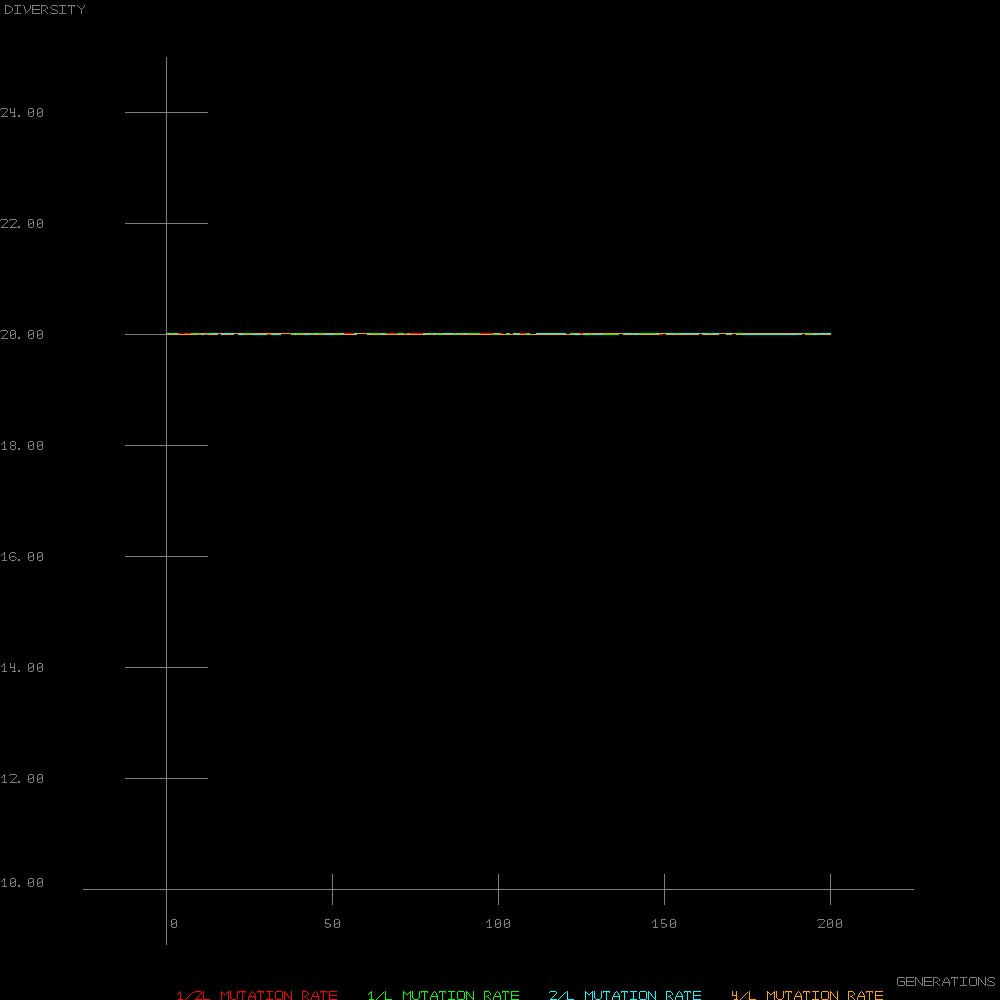 DIVERSITY
24.00
22.00
20.00
18.00
16.00
14.00
12.00
10.00
0 50 100 150 200
GENERATIONS
1/2L MUTATION RATE 1/L MUTATION RATE 2/L MUTATION RATE 4/L MUTATION RATE